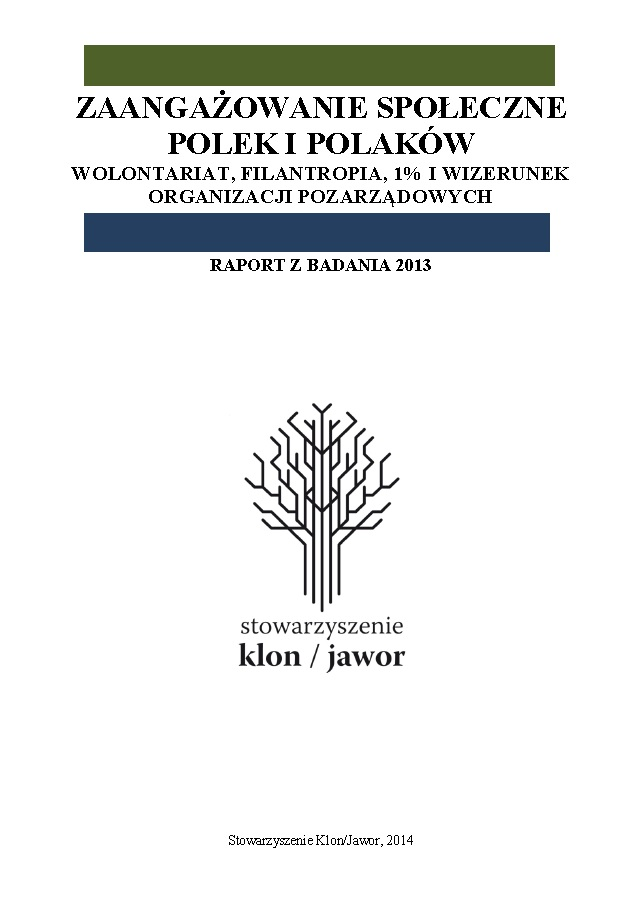 ZAANGAŻOWANIE SPOŁECZNE
POLEK I POLAKÓW
WOLONTARIAT, FILANTROPIA, 1% I WIZERUNEK
ORGANIZACJI POZARZĄDOWYCH
RAPORT Z BADANIA 2013
stowarzyszenie
klon / jawor
Stowarzyszenie Klon/Jawor, 2014